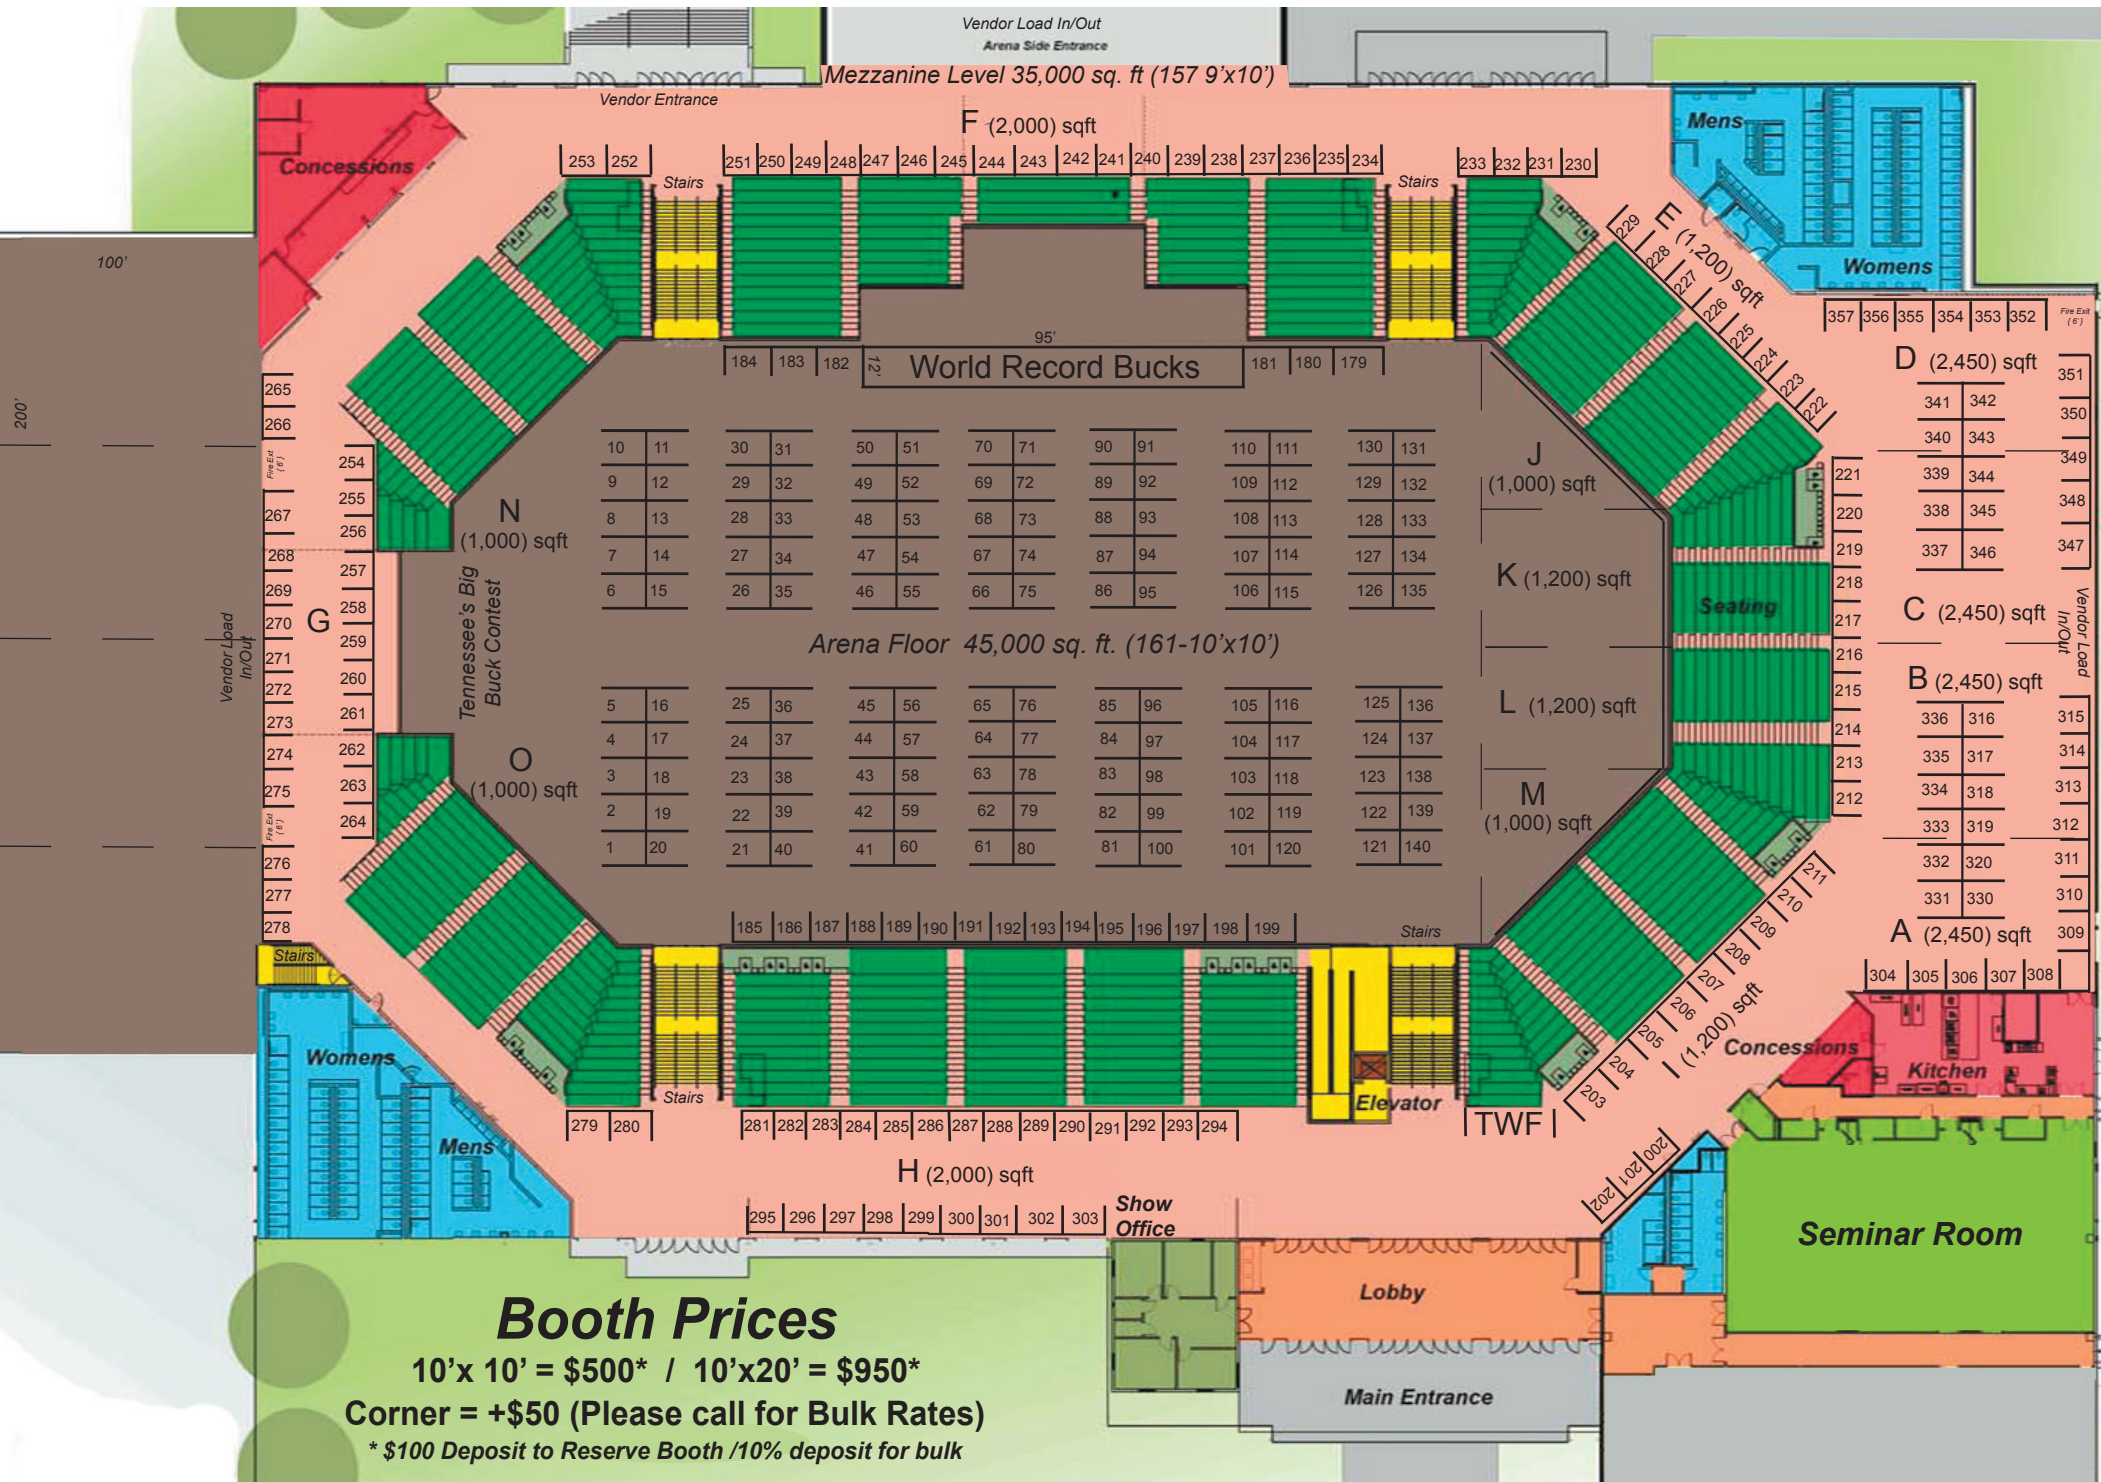 Vendor Load In/Out
Arena Side Entrance
Mezzanine Level 35,000 sq. ft (157 9'x10')
Vendor Entrance
F (2,000) sqft
Mens
Concessions
253 252
251 250 249 248 247 246 245 244 243 242 241 240 239 238 237 236 235 234
233 232 231 230
Stairs
Stairs
E (1,200) sqft
229
228
227
226
225
224
223
222
Womens
100'
200'
357 356 355 354 353 352
Fire Exit
(6')
95'
184 183 182
12'
World Record Bucks
181 180 179
D (2,450) sqft
351
350
349
348
347
341 342
340 343
339 344
338 345
337 346
265
266
Fire Ext
(6')
267
268
269
270
271
272
273
274
275
Fire Ext
(6')
276
277
278
254
255
256
257
258
259
260
261
262
263
264
G
Vendor Load
In/Out
N
(1,000) sqft
Tennessee's Big
Buck Contest
O
(1,000) sqft
10 11 30 31 50 51 70 71 90 91 110 111 130 131
9 12 29 32 49 52 69 72 89 92 109 112 129 132
8 13 28 33 48 53 68 73 88 93 108 113 128 133
7 14 27 34 47 54 67 74 87 94 107 114 127 134
6 15 26 35 46 55 66 75 86 95 106 115 126 135
Arena Floor 45,000 sq. ft. (161-10'x10')
5 16 25 36 45 56 65 76 85 96 105 116 125 136
4 17 24 37 44 57 64 77 84 97 104 117 124 137
3 18 23 38 43 58 63 78 83 98 103 118 123 138
2 19 22 39 42 59 62 79 82 99 102 119 122 139
1 20 21 40 41 60 61 80 81 100 101 120 121 140
J
(1,000) sqft
K (1,200) sqft
L (1,200) sqft
M
(1,000) sqft
Seating
221
220
219
218
217
216
215
214
213
212
C (2,450) sqft
Vendor Load
In/Out
B (2,450) sqft
336 316
335 317
334 318
333 319
332 320
331 330
315
314
313
312
311
310
309
A (2,450) sqft
304 305 306 307 308
185 186 187 188 189 190 191 192 193 194 195 196 197 198 199
Stairs
Stairs
211
210
209
208
207
206
205
204
203
I (1,200) sqft
Concessions
Kitchen
Womens
Mens
Stairs
Elevator
TWF
279 280
281 282 283 284 285 286 287 288 289 290 291 292 293 294
200
201
202
H (2,000) sqft
295 296 297 298 299 300 301 302 303
Show
Office
Seminar Room
Lobby
Main Entrance
Booth Prices
10'x 10' = $500* / 10'x20' = $950*
Corner = +$50 (Please call for Bulk Rates)
* $100 Deposit to Reserve Booth /10% deposit for bulk